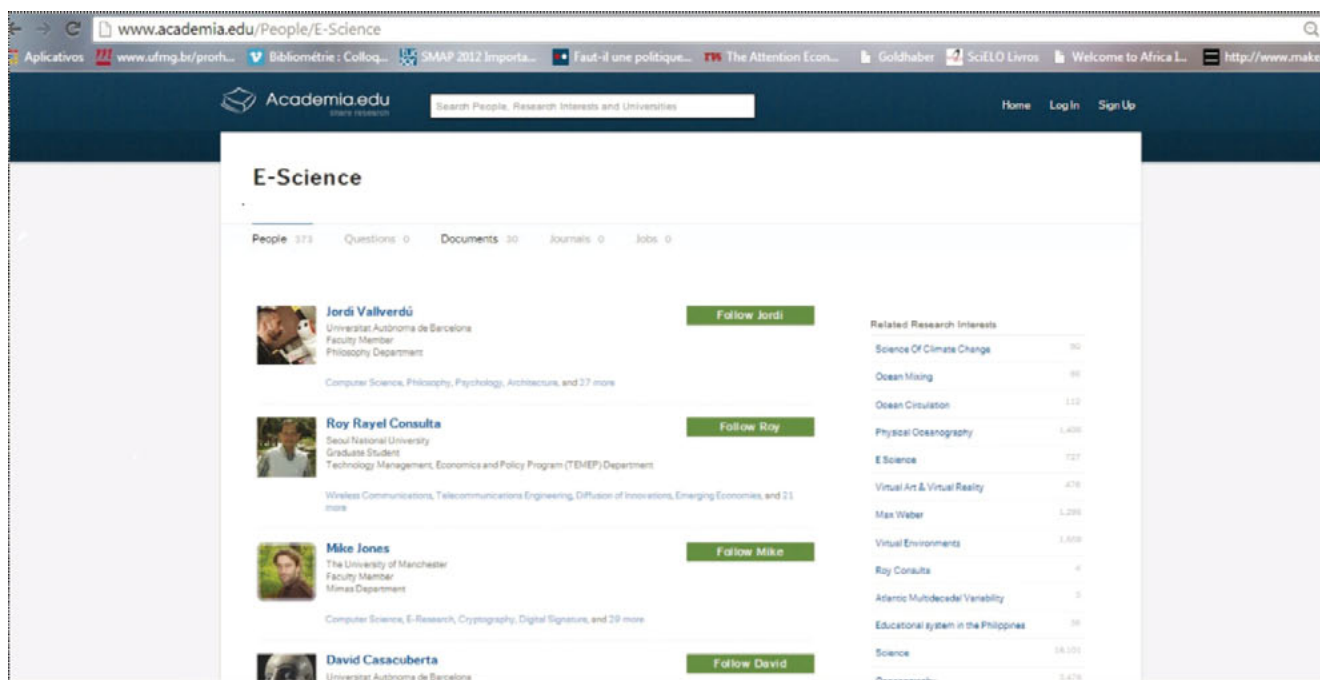 www.academia.edu/People/E-Science
Aplicativos www.ufmg.br/prorh... Bibliométrie : Colloq... SMAP 2012 Importa... Faut-il une politique... The Attention Econ... Goldhaber SciELO Livros Welcome to Africa I... http://www.make
Academia.edu
share research
Search People, Research Interests and Universities
Home Log In Sign Up
E-Science
People 373 Questions 0 Documents 30 Journals 0 Jobs 0
Jordi Vallverdú
Universitat Autònoma de Barcelona
Faculty Member
Philosophy Department
Computer Science, Philosophy, Psychology, Architecture, and 27 more
Follow Jordi
Roy Rayel Consulta
Seoul National University
Graduate Student
Technology Management, Economics and Policy Program (TEMEP) Department
Wireless Communications, Telecommunications Engineering, Diffusion of Innovations, Emerging Economies, and 21
more
Follow Roy
Mike Jones
The University of Manchester
Faculty Member
Mimas Department
Computer Science, E-Research, Cryptography, Digital Signature, and 29 more
Follow Mike
David Casacuberta
Universitat Autònoma de Barcelona
Follow David
Related Research Interests
Science Of Climate Change
Ocean Mixing
Ocean Circulation
Physical Oceanography
E Science 727
Virtual Art & Virtual Reality
Max Weber
Virtual Environments
Roy Consulta
Atlantic Multidecadal Variability
Educational system in the Philippines
Science
Oceanography